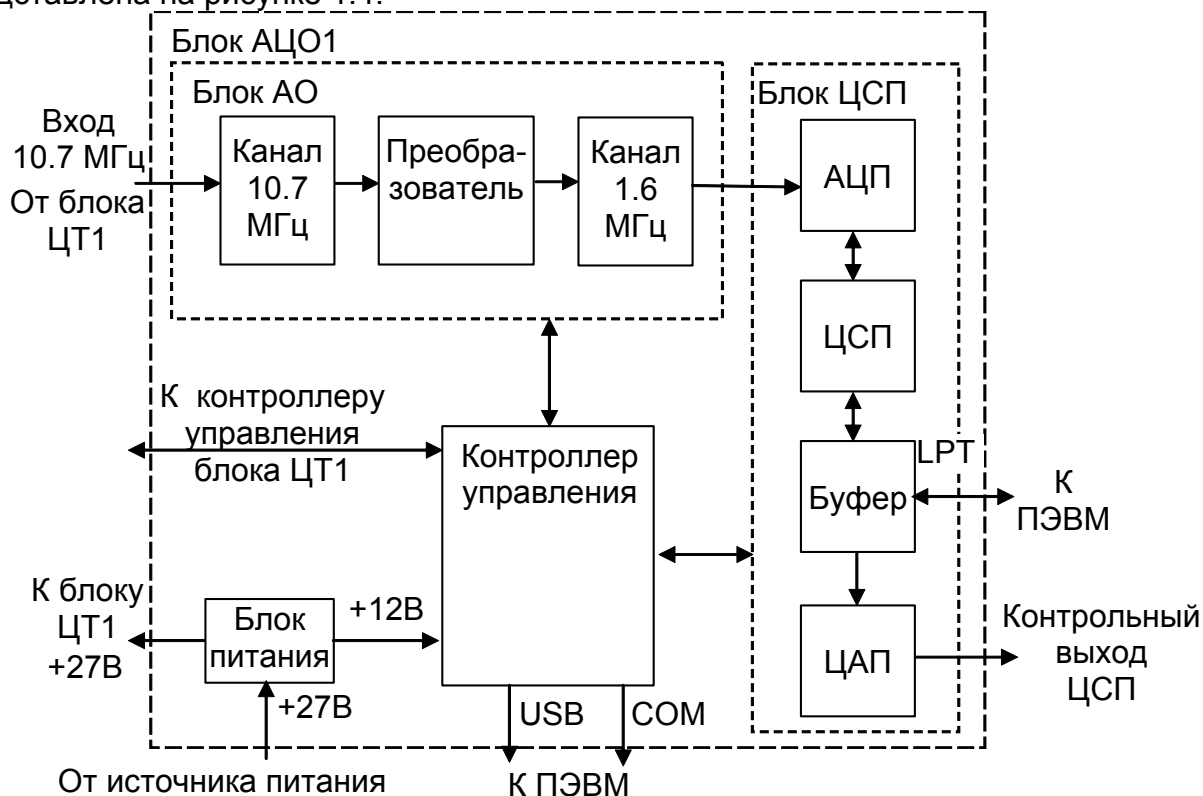 Блок АЦО1
Блок АО
Блок ЦСП
Вход
10.7 МГц
От блока
ЦТ1
Канал
10.7
МГц
Преобра-
зователь
Канал
1.6
МГц
АЦП
ЦСП
К контроллеру
управления
блока ЦТ1
Контроллер
управления
LPT
Буфер
К
ПЭВМ
К блоку
ЦТ1
+27В
Блок
питания
+12В
ЦАП
Контрольный
выход
ЦСП
+27В
USB
COM
От источника питания
К ПЭВМ